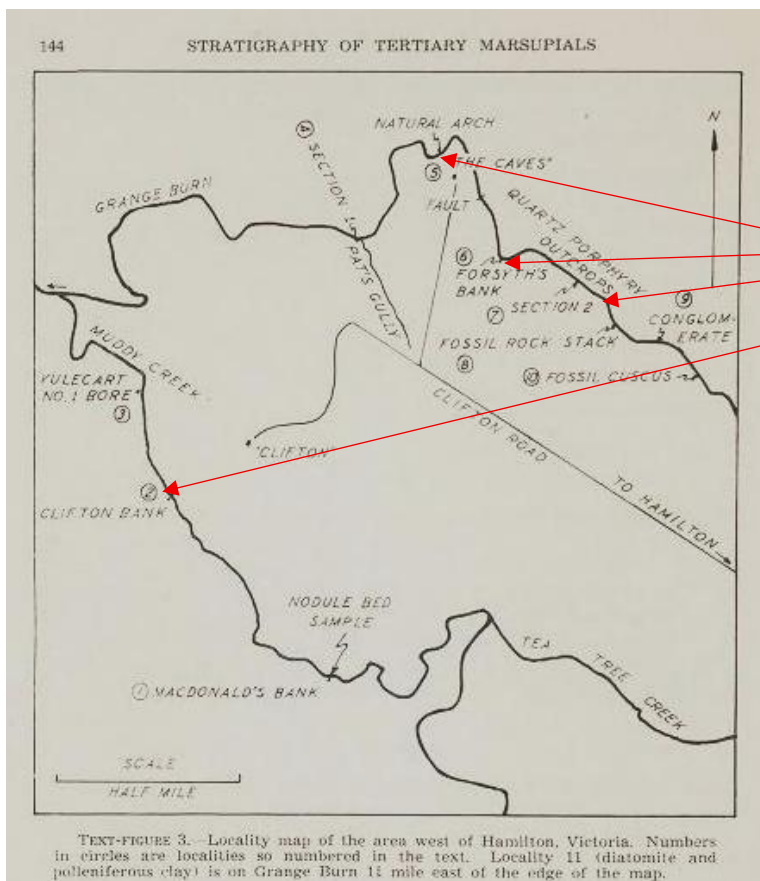 144
STRATIGRAPHY OF TERTIARY MARSUPIALS
NATURAL ARCH
N
④
SECTION 1
"THE CAVES"
⑤
GRANGE BURN
FAULT
QUARTZ PORPHYRY
OUTCROPS
PAT'S GULLY
⑥
FORSYTH'S
BANK
⑦ SECTION 2
⑨
CONGLOM-
ERATE
MUDDY CREEK
FOSSIL ROCK STACK
⑧
YULECART
NO. 1 BORE
③
⑩ FOSSIL CUSCUS
CLIFTON ROAD
"CLIFTON"
②
CLIFTON BANK
TO HAMILTON
NODULE BED
SAMPLE
TEA TREE CREEK
① MACDONALD'S BANK
SCALE
HALF MILE
TEXT-FIGURE 3.—Locality map of the area west of Hamilton, Victoria. Numbers
in circles are localities so numbered in the text. Locality 11 (diatomite and
polleniferous clay) is on Grange Burn mile east of the edge of the map.